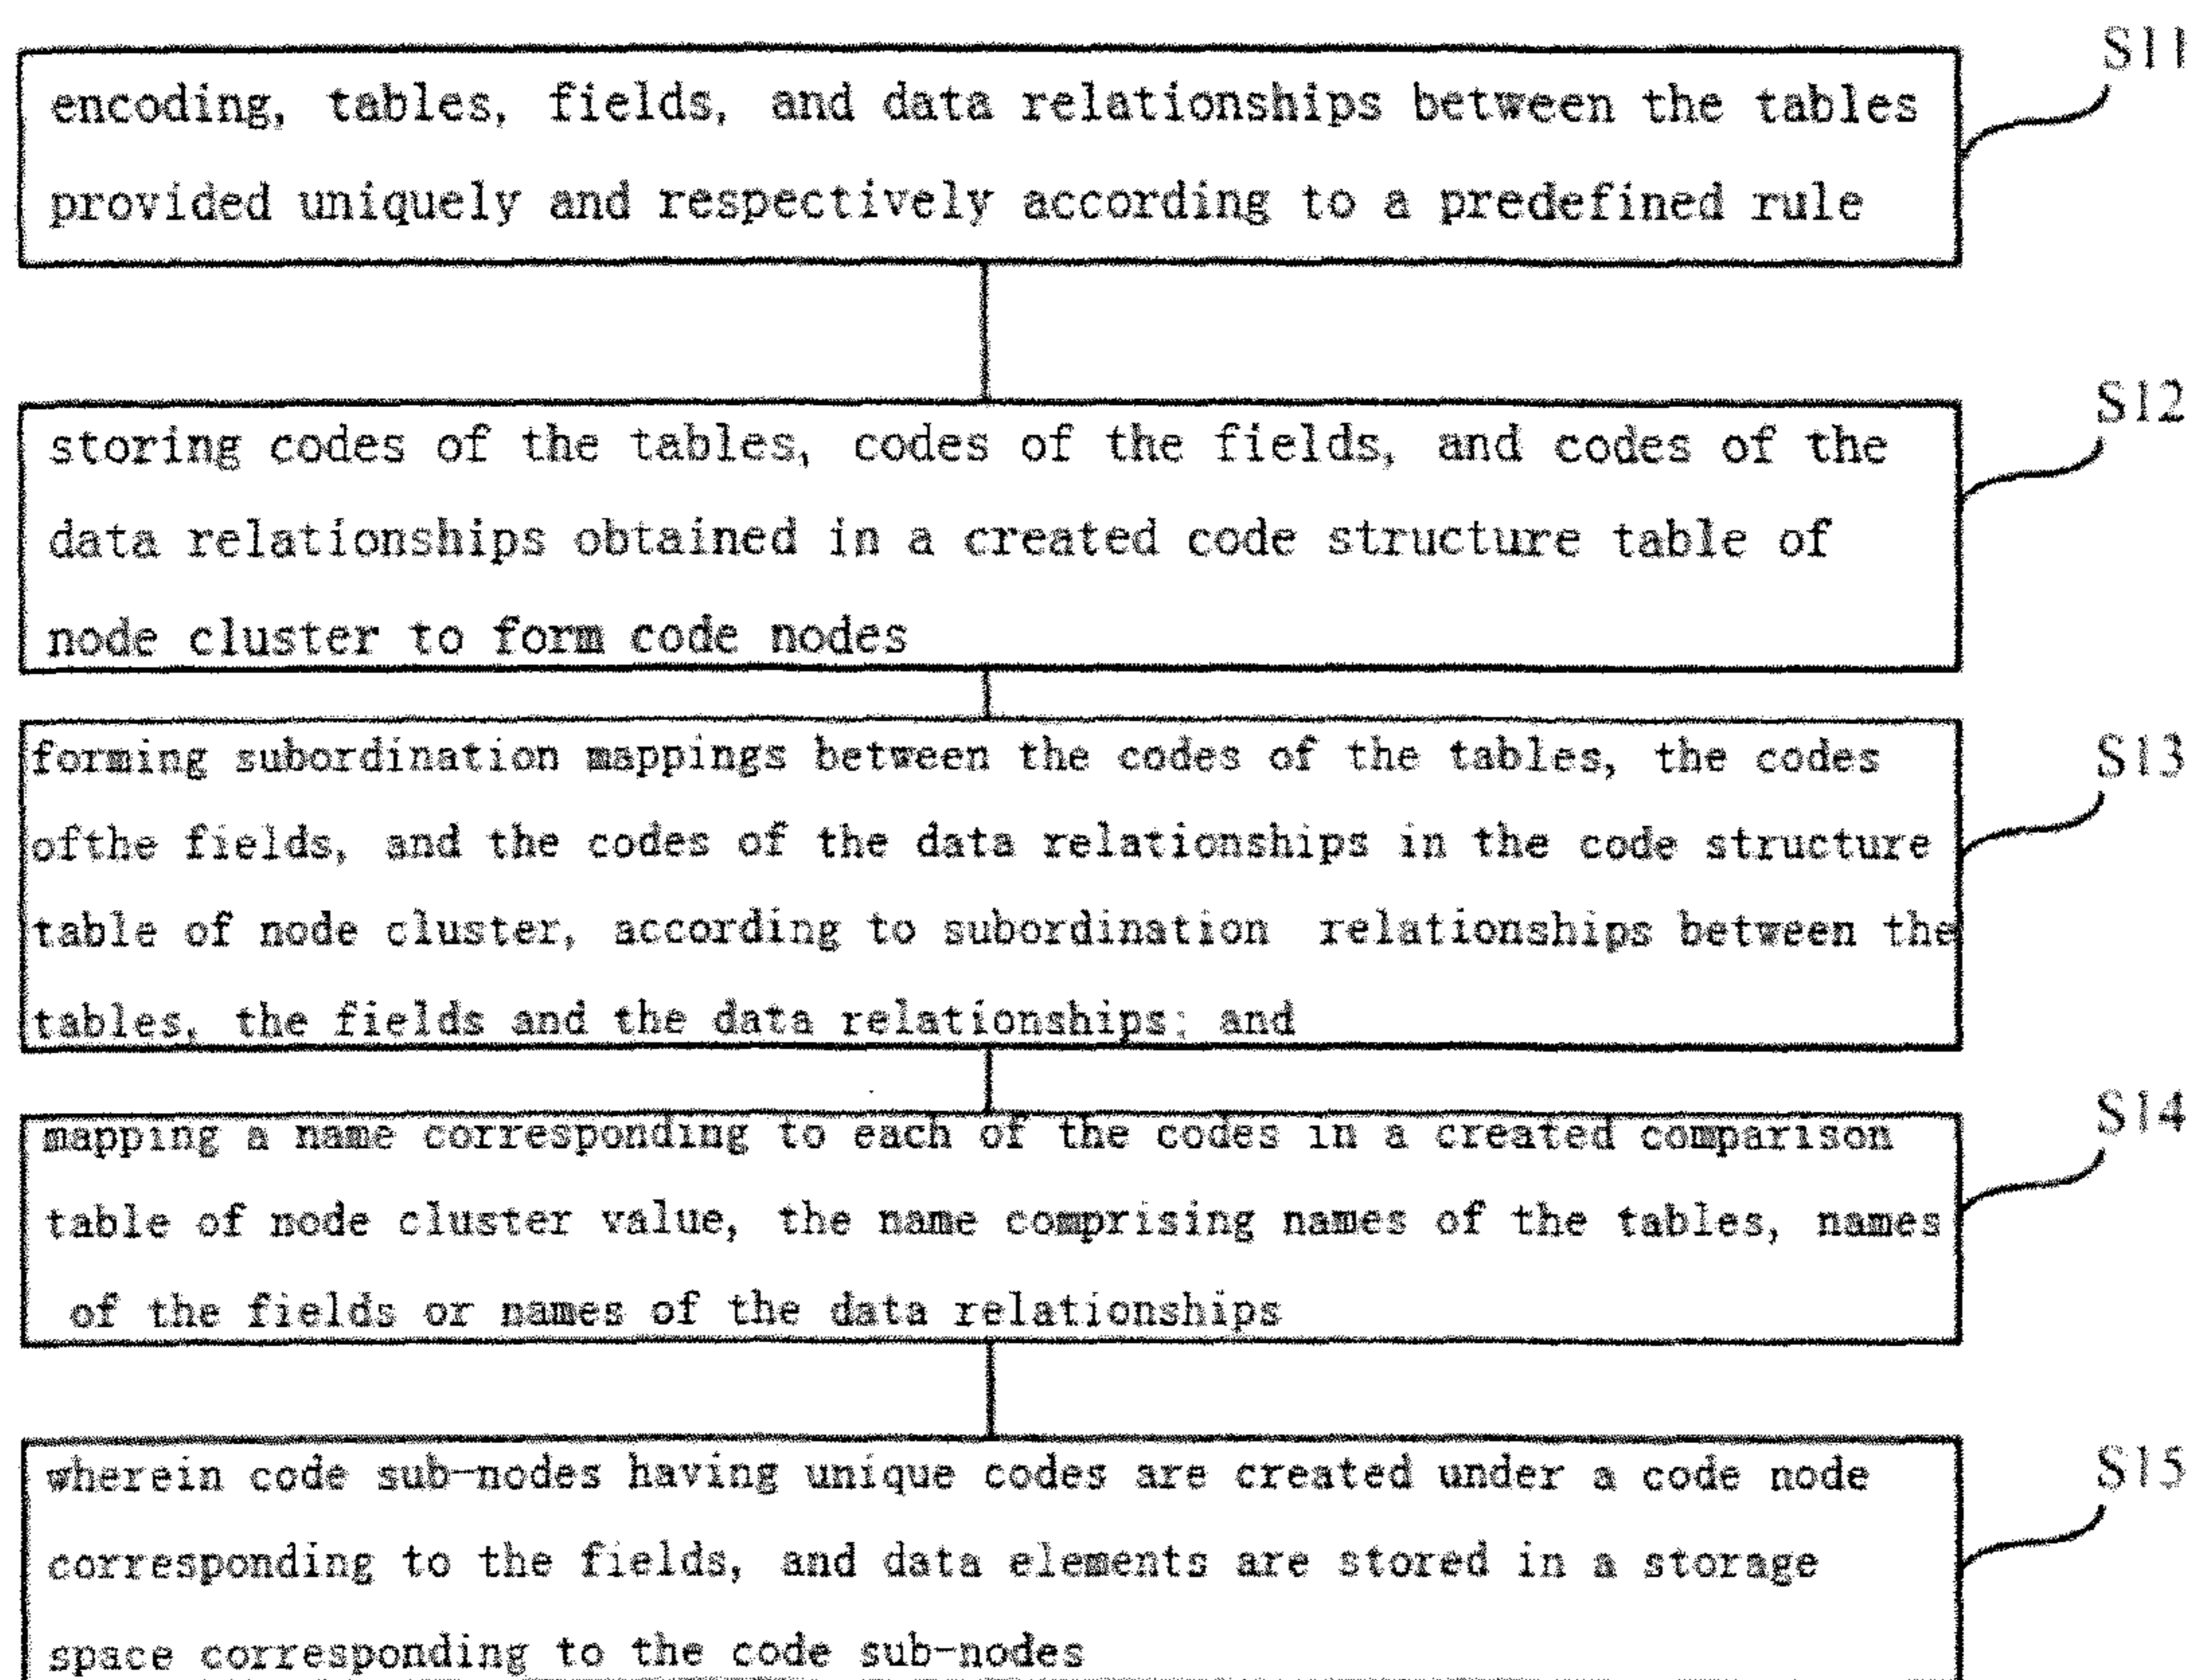 S11
encoding, tables, fields, and data relationships between the tables
provided uniquely and respectively according to a predefined rule
S12
storing codes of the tables, codes of the fields, and codes of the
data relationships obtained in a created code structure table of
node cluster to form code nodes
S13
forming subordination mappings between the codes of the tables, the codes
ofthe fields, and the codes of the data relationships in the code structure
table of node cluster, according to subordination relationships between the
tables, the fields and the data relationships; and
S14
mapping a name corresponding to each of the codes in a created comparison
table of node cluster value, the name comprising names of the tables, names
of the fields or names of the data relationships
S15
wherein code sub-nodes having unique codes are created under a code node
corresponding to the fields, and data elements are stored in a storage
space corresponding to the code sub-nodes